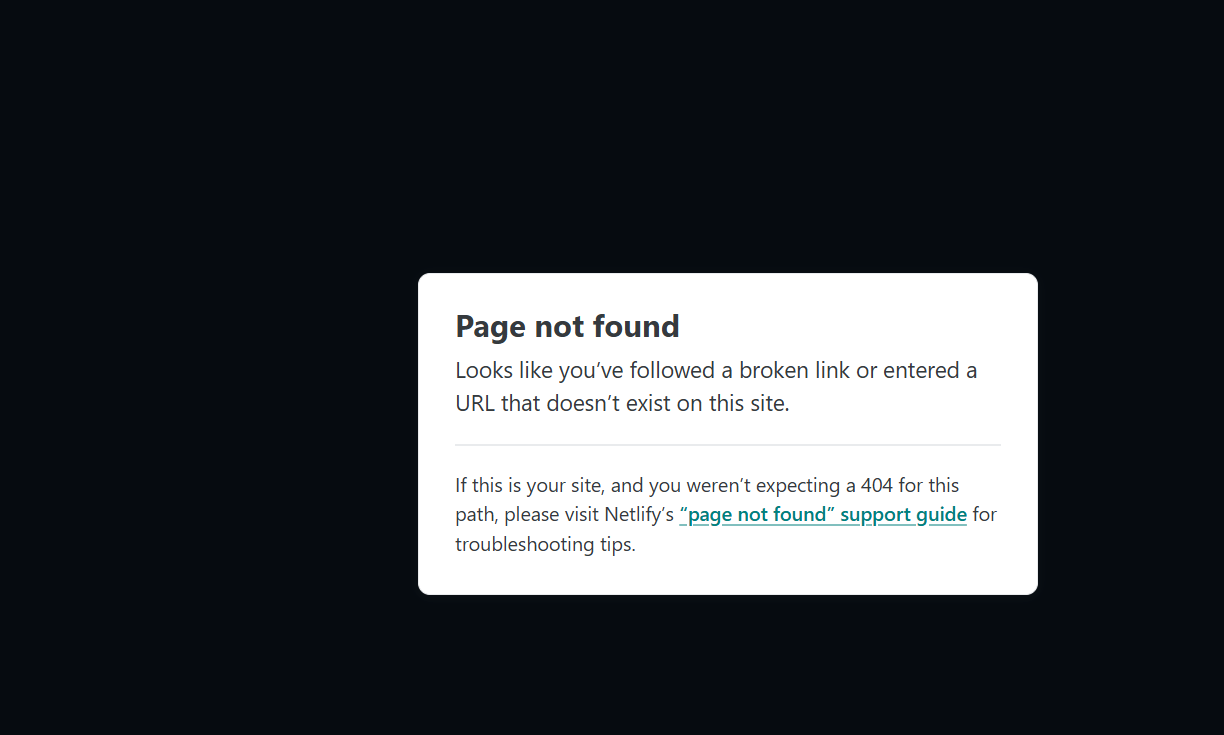 Page not found
Looks like you’ve followed a broken link or entered a
URL that doesn’t exist on this site.
If this is your site, and you weren’t expecting a 404 for this
path, please visit Netlify’s “page not found” support guide for
troubleshooting tips.